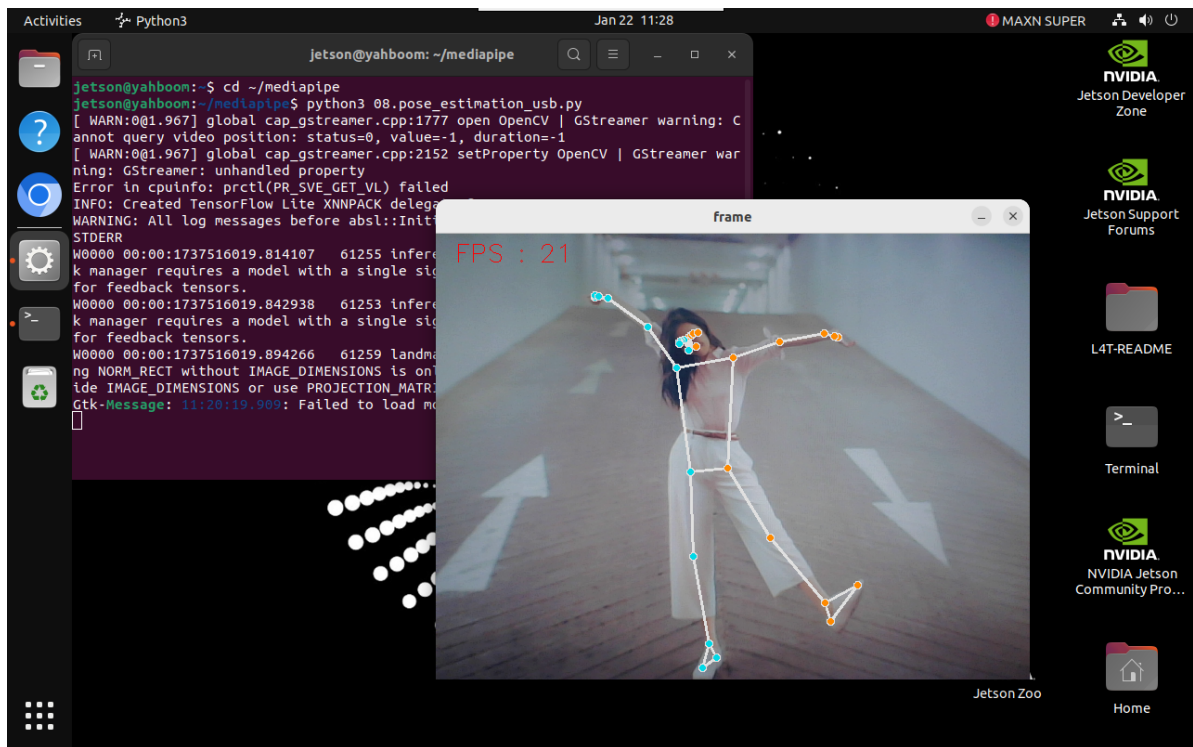 Activities
Python3
Jan 22 11:28
MAXN SUPER
jetson@yahboom: ~/mediapipe
jetson@yahboom:~$ cd ~/mediapipe
jetson@yahboom:~/mediapipe$ python3 08.pose_estimation_usb.py
[ WARN:0@1.967] global cap_gstreamer.cpp:1777 open OpenCV | GStreamer warning: C
annot query video position: status=0, value=-1, duration=-1
[ WARN:0@1.967] global cap_gstreamer.cpp:2152 setProperty OpenCV | GStreamer war
ning: GStreamer: unhandled property
Error in cpuinfo: prctl(PR_SVE_GET_VL) failed
INFO: Created TensorFlow Lite XNNPACK delega
WARNING: All log messages before absl::Initi
STDERR
W0000 00:00:1737516019.814107   61255 infere
k manager requires a model with a single sig
for feedback tensors.
W0000 00:00:1737516019.842938   61253 infere
k manager requires a model with a single sig
for feedback tensors.
W0000 00:00:1737516019.894266   61259 landma
ng NORM_RECT without IMAGE_DIMENSIONS is onl
ide IMAGE_DIMENSIONS or use PROJECTION_MATRI
Gtk-Message: 11:20:19.909: Failed to load mo
frame
FPS : 21
NVIDIA.
Jetson Developer
Zone
NVIDIA.
Jetson Support
Forums
L4T-README
>_
Terminal
NVIDIA.
NVIDIA Jetson
Community Pro...
Jetson Zoo
Home